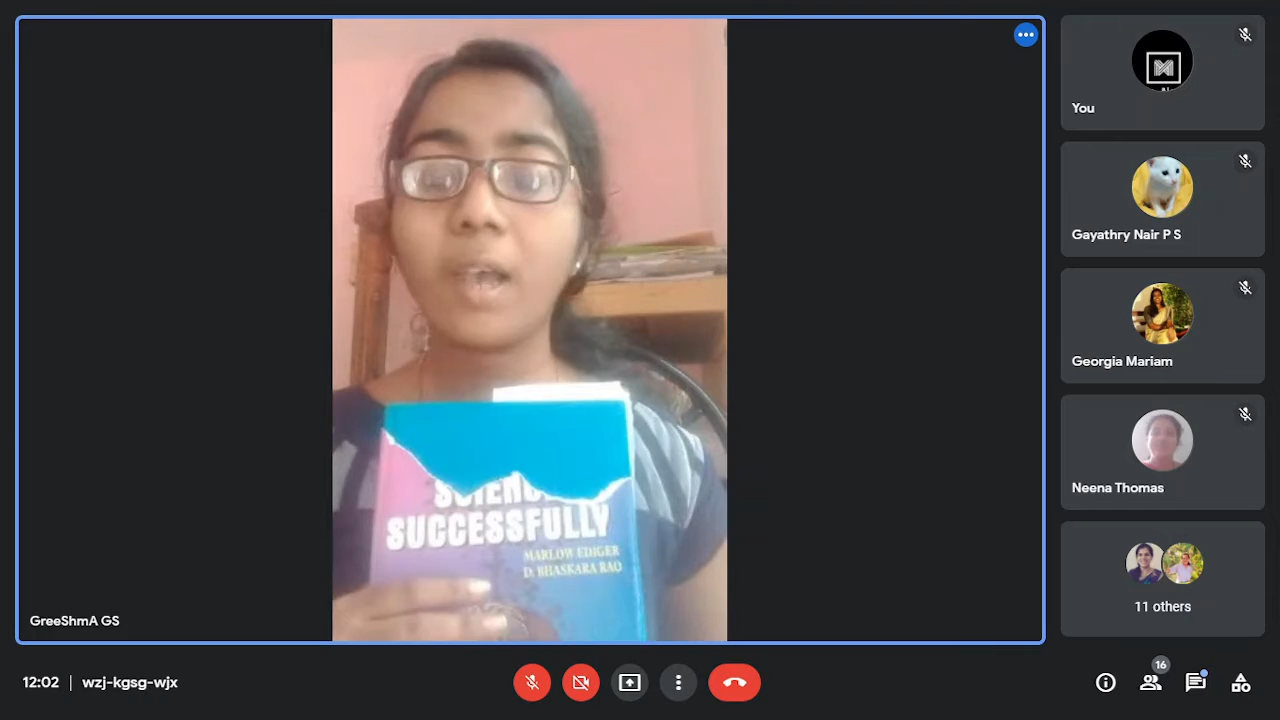 You
Gayathry Nair P S
Georgia Mariam
Neena Thomas
11 others
SUCCESSFULLY
MARLOW EDIGER
D. BHASKARA RAO
GreeShmA GS
12:02 | wzj-kgsg-wjx
16